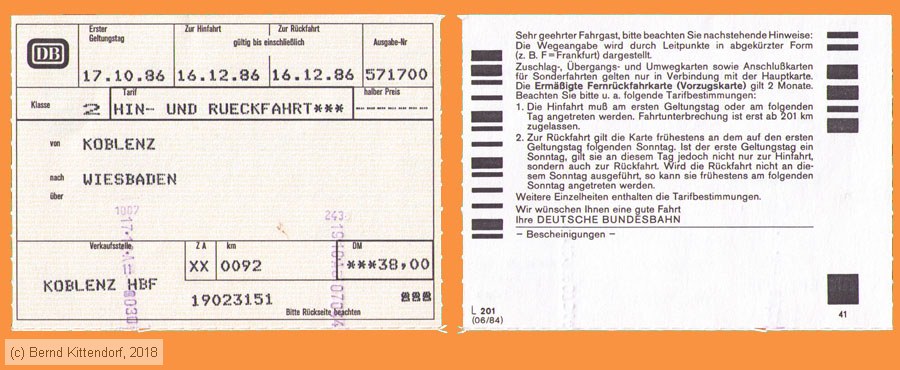 DB
Erster
Geltungstag
Zur Hinfahrt
Zur Rückfahrt
gültig bis einschließlich
Ausgabe-Nr
17.10.86
16.12.86
16.12.86
571700
Klasse
2
Tarif
HIN- UND RUECKFAHRT***
halber Preis
von
KOBLENZ
nach
WIESBADEN
über
1007
Verkaufsstelle
KOBLENZ HBF
Z A
XX
km
0092
DM
***38,00
19023151
Bitte Rückseite beachten
Sehr geehrter Fahrgast, bitte beachten Sie nachstehende Hinweise:
Die Wegeangabe wird durch Leitpunkte in abgekürzter Form
(z. B. F = Frankfurt) dargestellt.
Zuschlag-, Übergangs- und Umwegkarten sowie Anschlußkarten
für Sonderfahrten gelten nur in Verbindung mit der Hauptkarte.
Die Ermäßigte Fernrückfahrkarte (Vorzugskarte) gilt 2 Monate.
Beachten Sie bitte u. a. folgende Tarifbestimmungen:
1. Die Hinfahrt muß am ersten Geltungstag oder am folgenden
Tag angetreten werden. Fahrtunterbrechung ist erst ab 201 km
zugelassen.
2. Zur Rückfahrt gilt die Karte frühestens an dem auf den ersten
Geltungstag folgenden Sonntag. Ist der erste Geltungstag ein
Sonntag, gilt sie an diesem Tag jedoch nicht nur zur Hinfahrt,
sondern auch zur Rückfahrt. Wird die Rückfahrt nicht an die-
sem Sonntag ausgeführt, so kann sie frühestens am folgenden
Sonntag angetreten werden.
Weitere Einzelheiten enthalten die Tarifbestimmungen.
Wir wünschen Ihnen eine gute Fahrt
Ihre DEUTSCHE BUNDESBAHN
– Bescheinigungen –
L 201
(06/84)
41
(c) Bernd Kittendorf, 2018